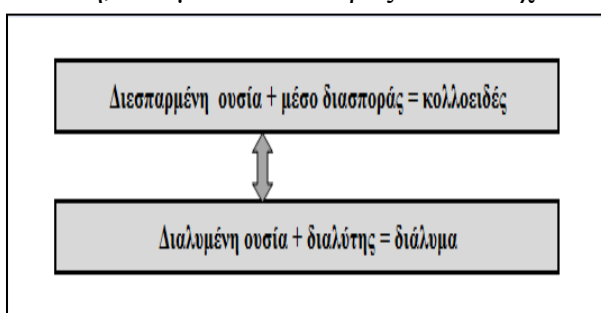 Διεσπαρμένη ουσία + μέσο διασποράς = κολλοειδές
Διαλυμένη ουσία + διαλύτης = διάλυμα